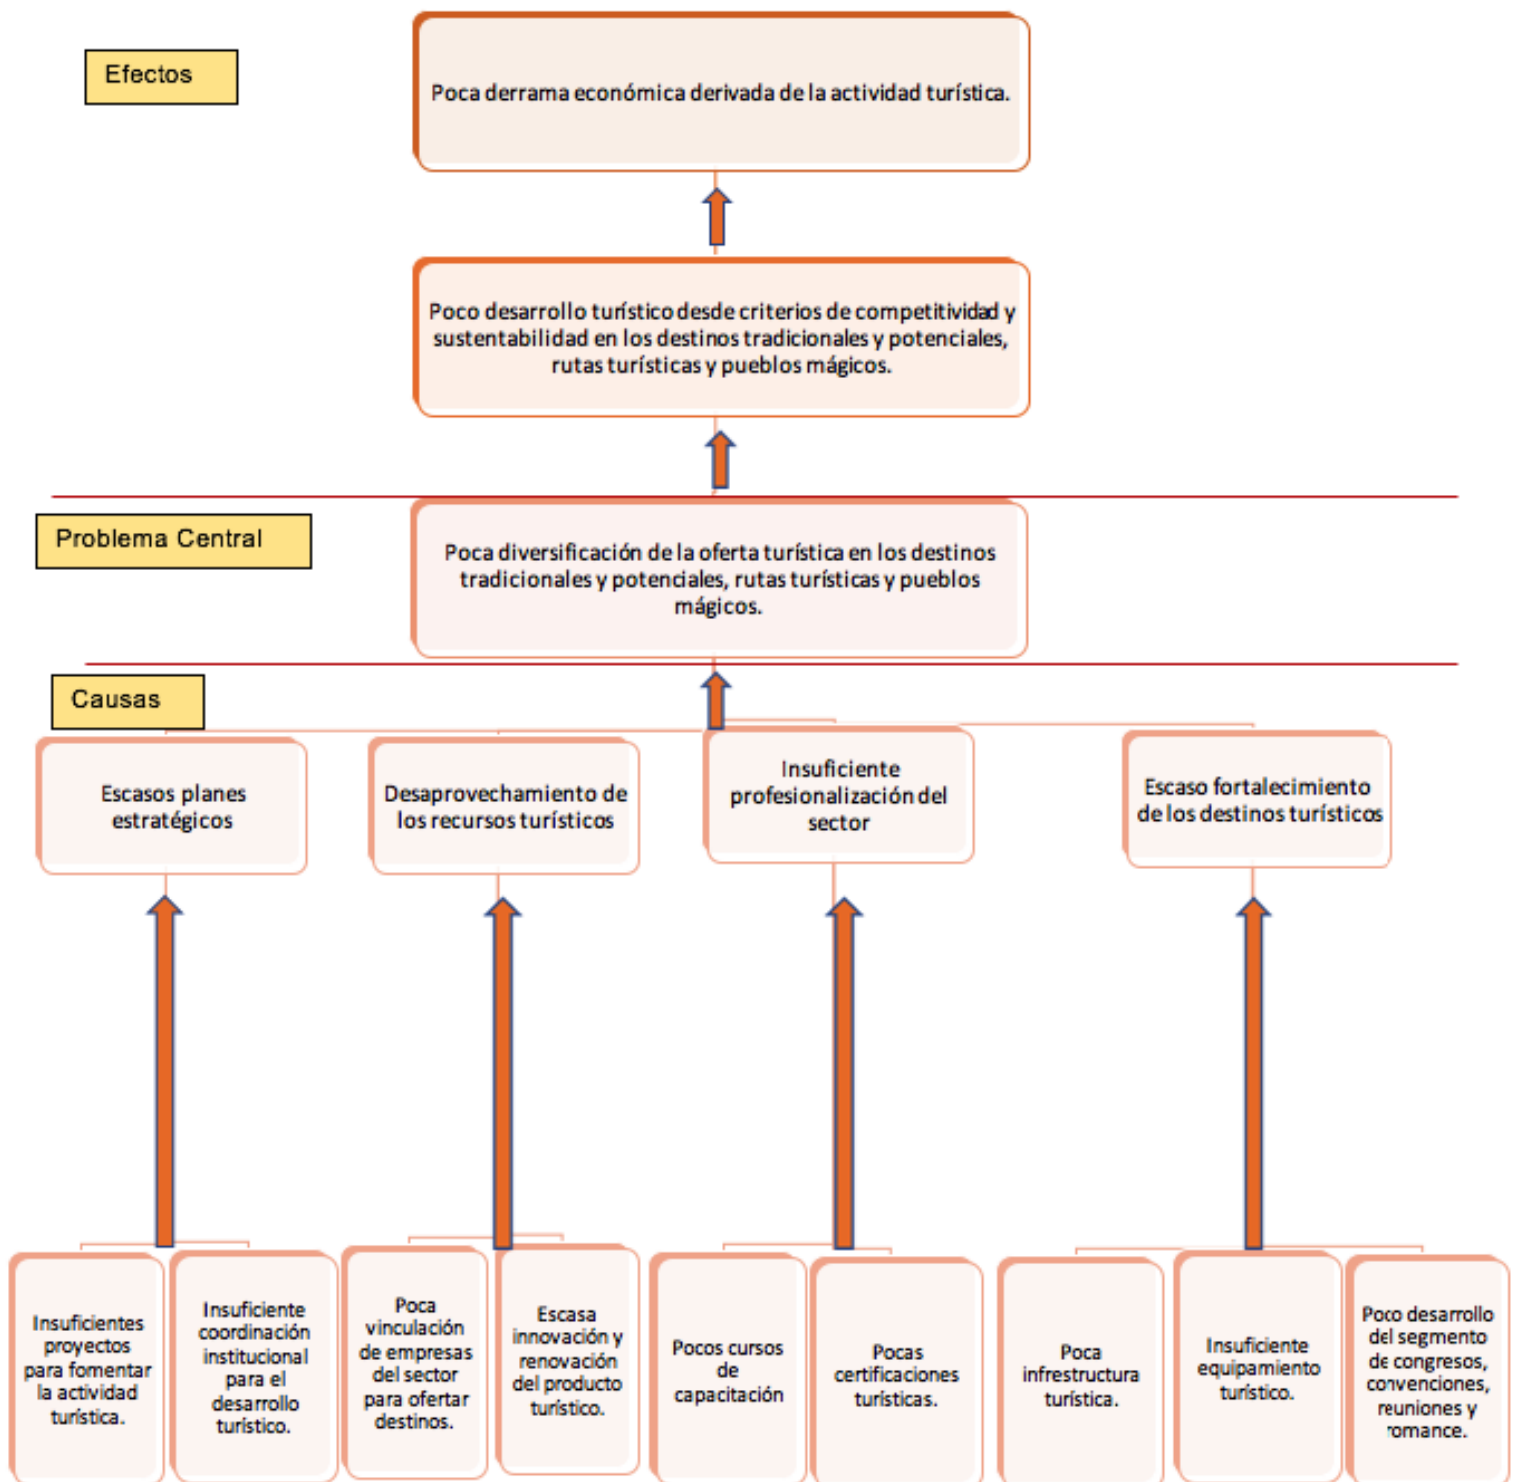 Efectos
Poca derrama económica derivada de la actividad turística.
Poco desarrollo turístico desde criterios de competitividad y
sustentabilidad en los destinos tradicionales y potenciales,
rutas turísticas y pueblos mágicos.
Problema Central
Poca diversificación de la oferta turística en los destinos
tradicionales y potenciales, rutas turísticas y pueblos
mágicos.
Causas
Escasos planes
estratégicos
Desaprovechamiento de
los recursos turísticos
Insuficiente
profesionalización del
sector
Escaso fortalecimiento
de los destinos turísticos
Insuficientes
proyectos
para fomentar
la actividad
turística.
Insuficiente
coordinación
institucional
para el
desarrollo
turístico.
Poca
vinculación
de empresas
del sector
para ofertar
destinos.
Escasa
innovación y
renovación
del producto
turístico.
Pocos cursos
de
capacitación
Pocas
certificaciones
turísticas.
Poca
infrestructura
turística.
Insuficiente
equipamiento
turístico.
Poco desarrollo
del segmento
de congresos,
convenciones,
reuniones y
romance.